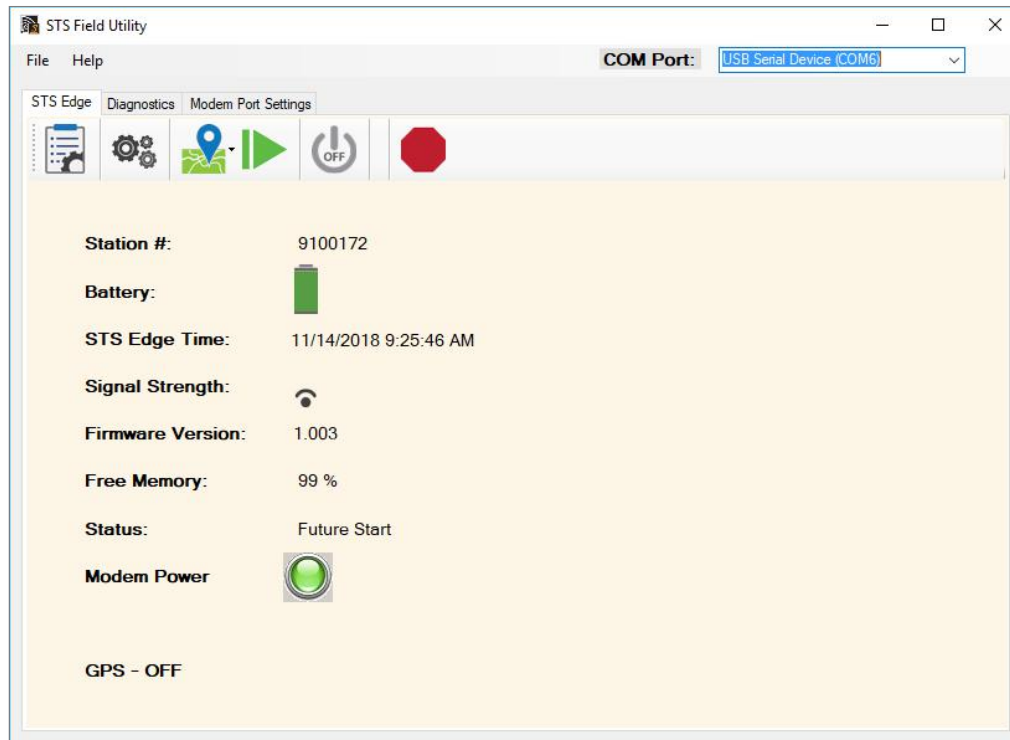 STS Field Utility
File Help COM Port: USB Serial Device (COM6)
STS Edge Diagnostics Modem Port Settings
OFF
Station #: 9100172
Battery:
STS Edge Time: 11/14/2018 9:25:46 AM
Signal Strength:
Firmware Version: 1.003
Free Memory: 99 %
Status: Future Start
Modem Power
GPS - OFF